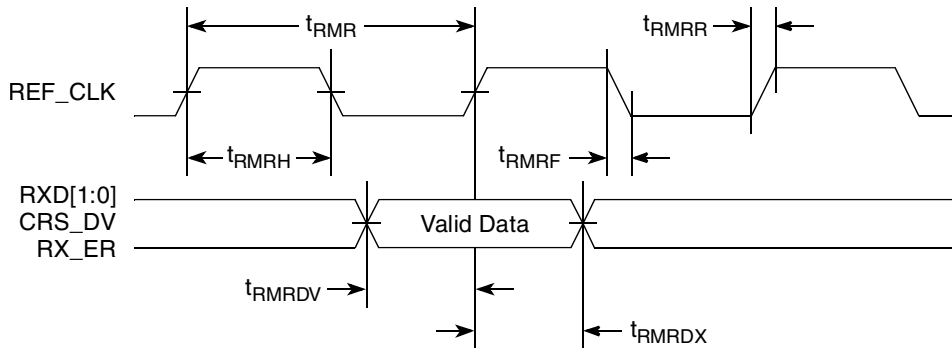 tRMR
tRMRR
REF_CLK
tRMRH
tRMRF
RXD[1:0]
CRS_DV
RX_ER
Valid Data
tRMRDV
tRMRDX